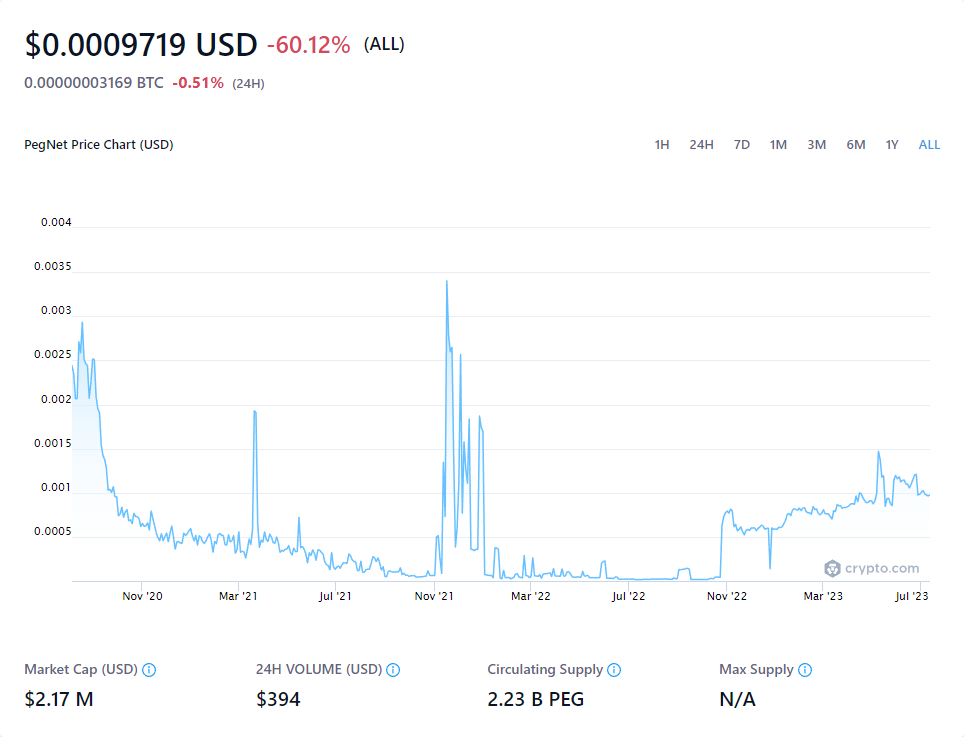 $0.0009719 USD -60.12% (ALL)
0.00000003169 BTC -0.51% (24H)
PegNet Price Chart (USD) 1H 24H 7D 1M 3M 6M 1Y ALL
0.004
0.0035
0.003
0.0025
0.002
0.0015
0.001
0.0005
crypto.com
Nov '20 Mar '21 Jul '21 Nov '21 Mar '22 Jul '22 Nov '22 Mar '23 Jul '23
Market Cap (USD) 24H VOLUME (USD) Circulating Supply Max Supply
$2.17 M $394 2.23 B PEG N/A